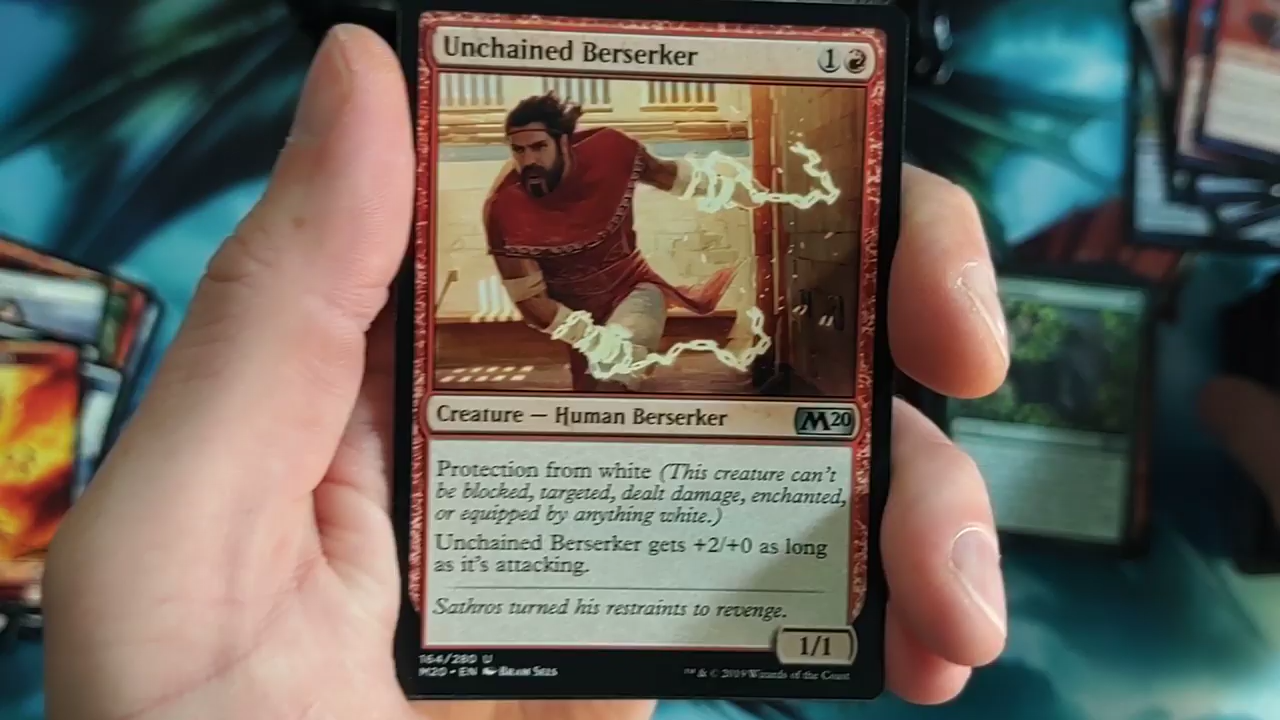 Unchained Berserker 1
Creature — Human Berserker M20
Protection from white (This creature can't
be blocked, targeted, dealt damage, enchanted,
or equipped by anything white.)
Unchained Berserker gets +2/+0 as long
as it's attacking.
Sathros turned his restraints to revenge.
1/1
164/280 U
M20 • EN Bram Sels
™ & © 2019 Wizards of the Coast